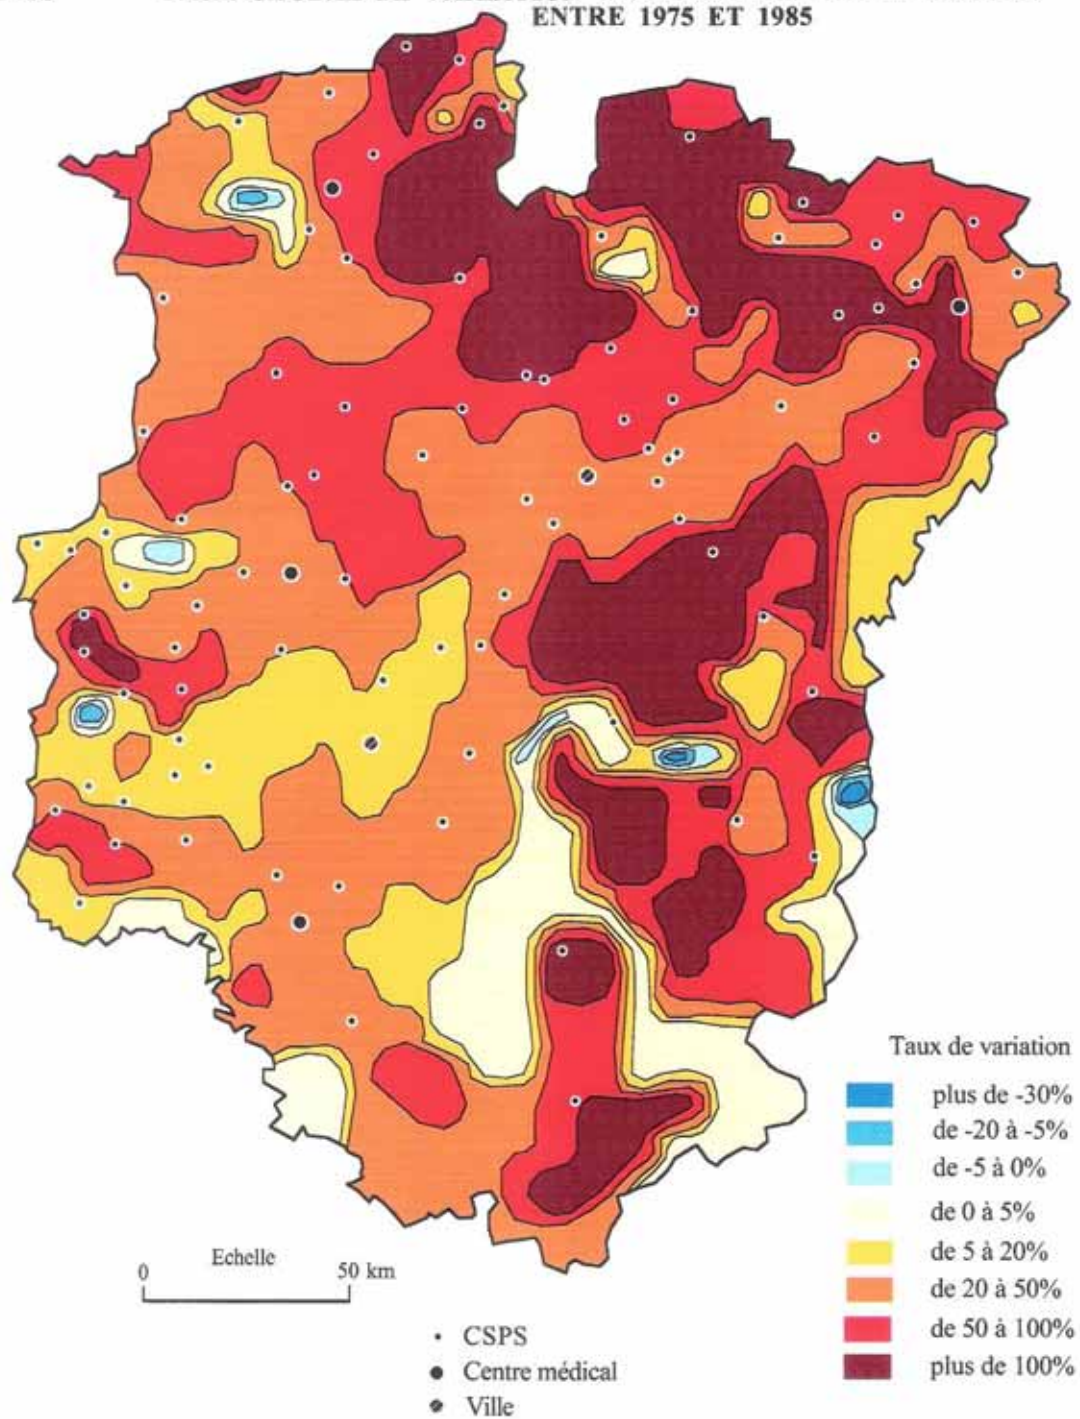 ENTRE 1975 ET 1985
Taux de variation
plus de -30%
de -20 à -5%
de -5 à 0%
de 0 à 5%
de 5 à 20%
de 20 à 50%
de 50 à 100%
plus de 100%
Echelle
0 50 km
CSPS
Centre médical
Ville